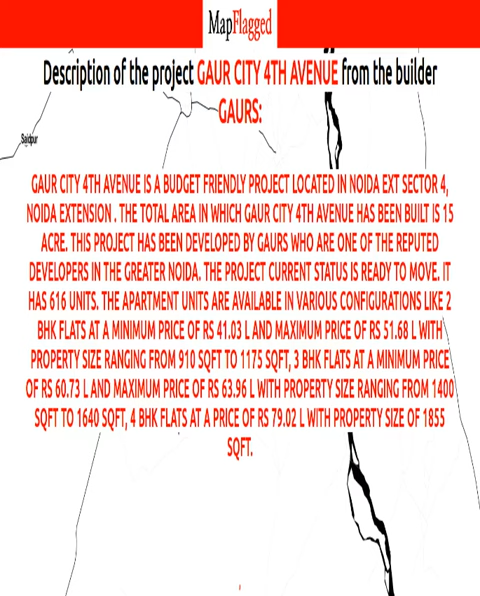 MapFlagged
Description of the project GAUR CITY 4TH AVENUE from the builder
GAURS:
Saidpur
GAUR CITY 4TH AVENUE IS A BUDGET FRIENDLY PROJECT LOCATED IN NOIDA EXT SECTOR 4,
NOIDA EXTENSION . THE TOTAL AREA IN WHICH GAUR CITY 4TH AVENUE HAS BEEN BUILT IS 15
ACRE. THIS PROJECT HAS BEEN DEVELOPED BY GAURS WHO ARE ONE OF THE REPUTED
DEVELOPERS IN THE GREATER NOIDA. THE PROJECT CURRENT STATUS IS READY TO MOVE. IT
HAS 616 UNITS. THE APARTMENT UNITS ARE AVAILABLE IN VARIOUS CONFIGURATIONS LIKE 2
BHK FLATS AT A MINIMUM PRICE OF RS 41.03 L AND MAXIMUM PRICE OF RS 51.68 L WITH
PROPERTY SIZE RANGING FROM 910 SQFT TO 1175 SQFT, 3 BHK FLATS AT A MINIMUM PRICE
OF RS 60.73 L AND MAXIMUM PRICE OF RS 63.96 L WITH PROPERTY SIZE RANGING FROM 1400
SQFT TO 1640 SQFT, 4 BHK FLATS AT A PRICE OF RS 79.02 L WITH PROPERTY SIZE OF 1855
SQFT.